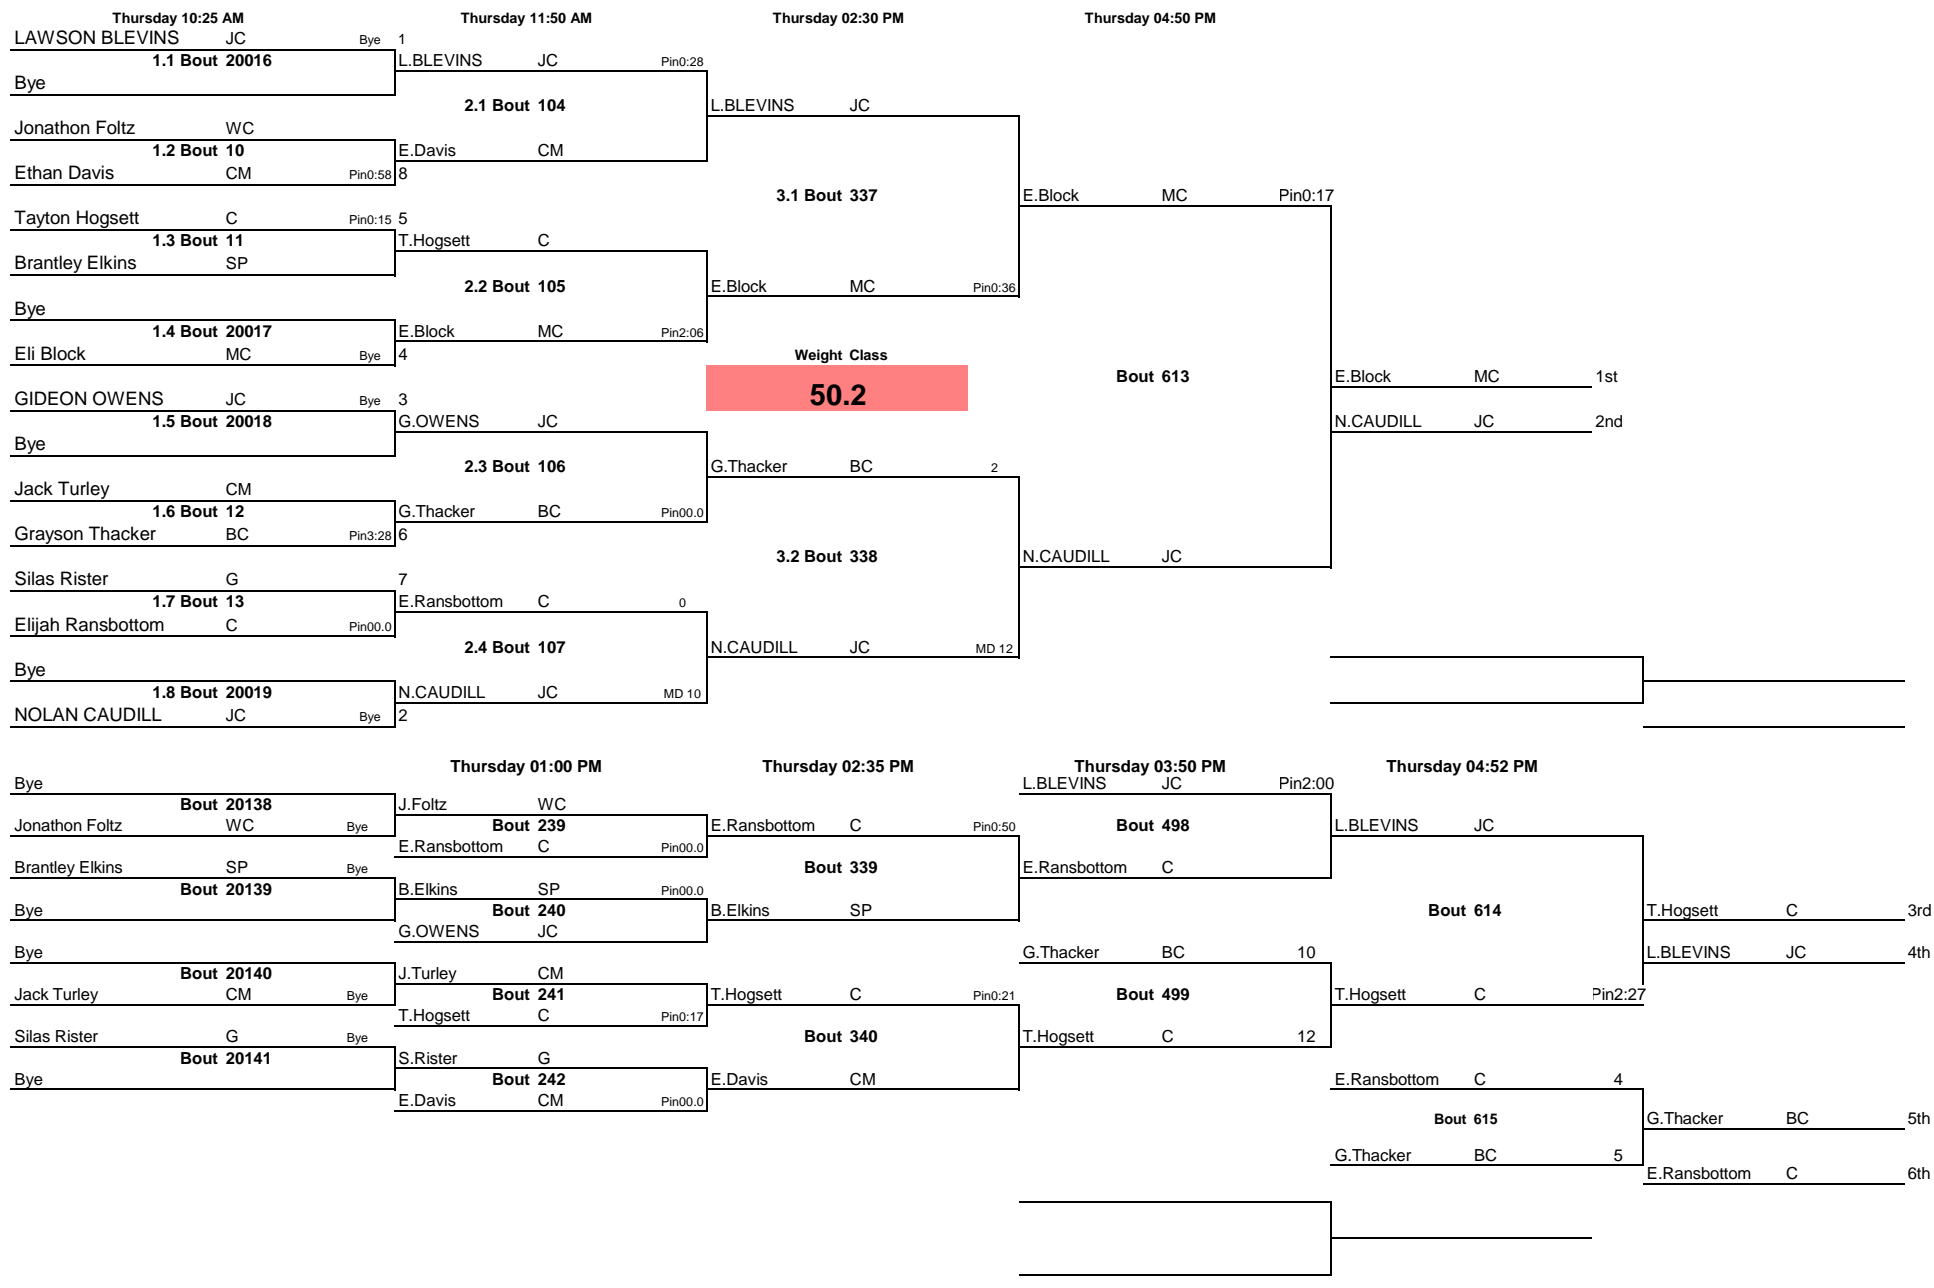 Thursday 10:25 AM Thursday 11:50 AM Thursday 02:30 PM Thursday 04:50 PM
LAWSON BLEVINS JC Bye 1
1.1 Bout 20016 L.BLEVINS JC Pin0:28
Bye
2.1 Bout 104 L.BLEVINS JC
Jonathon Foltz WC
1.2 Bout 10 E.Davis CM
Ethan Davis CM Pin0:58 8
3.1 Bout 337 E.Block MC Pin0:17
Tayton Hogsett C Pin0:15 5
1.3 Bout 11 T.Hogsett C
Brantley Elkins SP
2.2 Bout 105 E.Block MC Pin0:36
Bye
1.4 Bout 20017 E.Block MC Pin2:06
Eli Block MC Bye 4 Weight Class
Bout 613 E.Block MC 1st
GIDEON OWENS JC Bye 3 50.2
1.5 Bout 20018 G.OWENS JC N.CAUDILL JC 2nd
Bye
2.3 Bout 106 G.Thacker BC 2
Jack Turley CM
1.6 Bout 12 G.Thacker BC Pin00.0
Grayson Thacker BC Pin3:28 6
3.2 Bout 338 N.CAUDILL JC
Silas Rister G 7
1.7 Bout 13 E.Ransbottom C 0
Elijah Ransbottom C Pin00.0
2.4 Bout 107 N.CAUDILL JC MD 12
Bye
1.8 Bout 20019 N.CAUDILL JC MD 10
NOLAN CAUDILL JC Bye 2
Thursday 01:00 PM Thursday 02:35 PM Thursday 03:50 PM Thursday 04:52 PM
Bye L.BLEVINS JC Pin2:00
Bout 20138 J.Foltz WC
Jonathon Foltz WC Bye Bout 239 E.Ransbottom C Pin0:50 Bout 498 L.BLEVINS JC
E.Ransbottom C Pin00.0
Brantley Elkins SP Bye Bout 339 E.Ransbottom C
Bout 20139 B.Elkins SP Pin00.0
Bye Bout 240 B.Elkins SP Bout 614 T.Hogsett C 3rd
G.OWENS JC
Bye G.Thacker BC 10 L.BLEVINS JC 4th
Bout 20140 J.Turley CM
Jack Turley CM Bye Bout 241 T.Hogsett C Pin0:21 Bout 499 T.Hogsett C Pin2:27
T.Hogsett C Pin0:17
Silas Rister G Bye Bout 340 T.Hogsett C 12
Bout 20141 S.Rister G
Bye Bout 242 E.Davis CM E.Ransbottom C 4
E.Davis CM Pin00.0
Bout 615 G.Thacker BC 5th
G.Thacker BC 5
E.Ransbottom C 6th